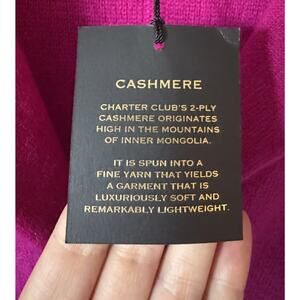 CASHMERE
CHARTER CLUB'S 2-PLY
CASHMERE ORIGINATES
HIGH IN THE MOUNTAINS
OF INNER MONGOLIA.
IT IS SPUN INTO A
FINE YARN THAT YIELDS
A GARMENT THAT IS
LUXURIOUSLY SOFT AND
REMARKABLY LIGHTWEIGHT.